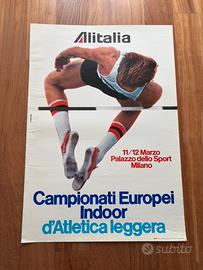 Alitalia
11/12 Marzo
Palazzo dello Sport
Milano
Campionati Europei
Indoor
d'Atletica leggera
subito